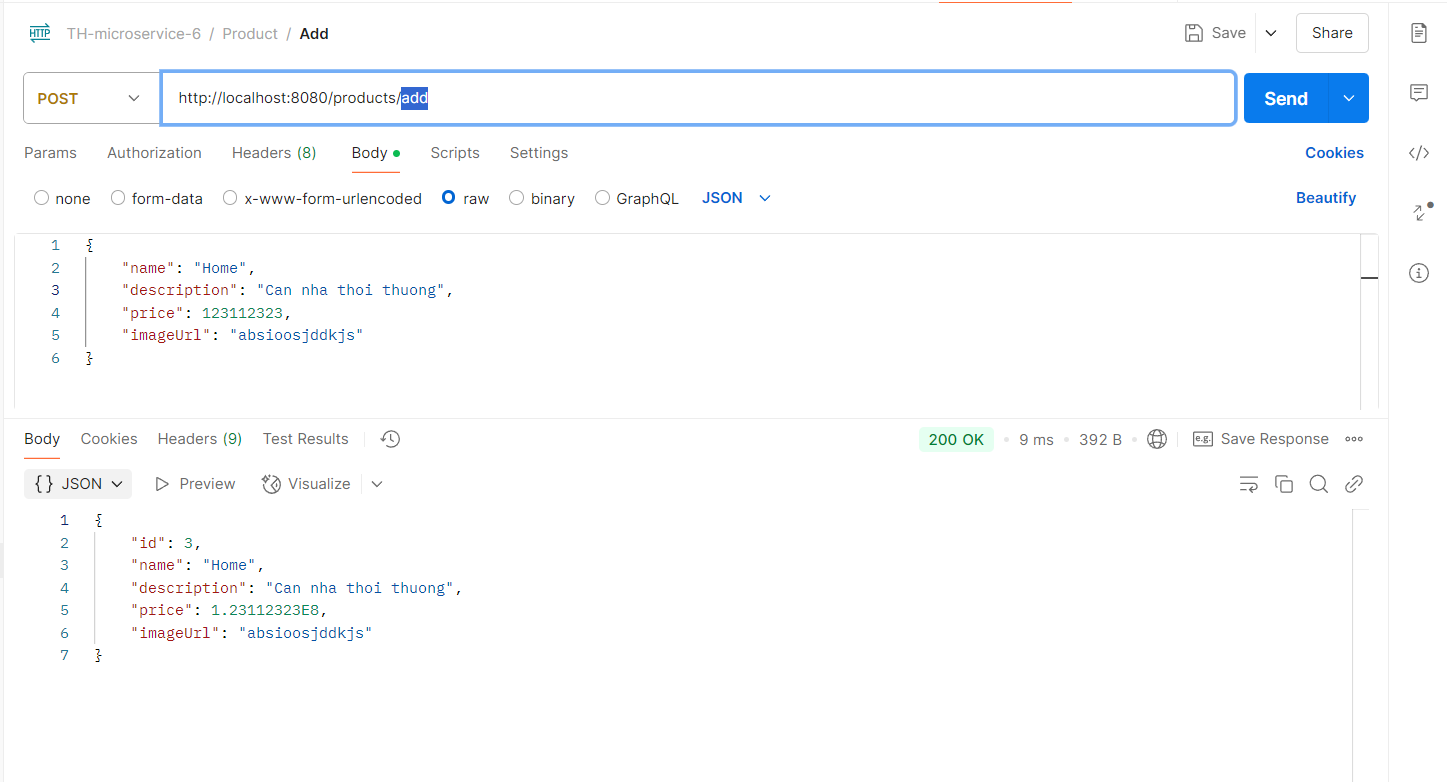 HTTP TH-microservice-6 / Product / Add Save Share
POST http://localhost:8080/products/add Send
Params Authorization Headers (8) Body Scripts Settings Cookies
none form-data x-www-form-urlencoded raw binary GraphQL JSON Beautify
1 {
2 "name": "Home",
3 "description": "Can nha thoi thuong",
4 "price": 123112323,
5 "imageUrl": "absioosjddkjs"
6 }
Body Cookies Headers (9) Test Results 200 OK 9 ms 392 B e.g. Save Response
{} JSON Preview Visualize
1 {
2 "id": 3,
3 "name": "Home",
4 "description": "Can nha thoi thuong",
5 "price": 1.23112323E8,
6 "imageUrl": "absioosjddkjs"
7 }